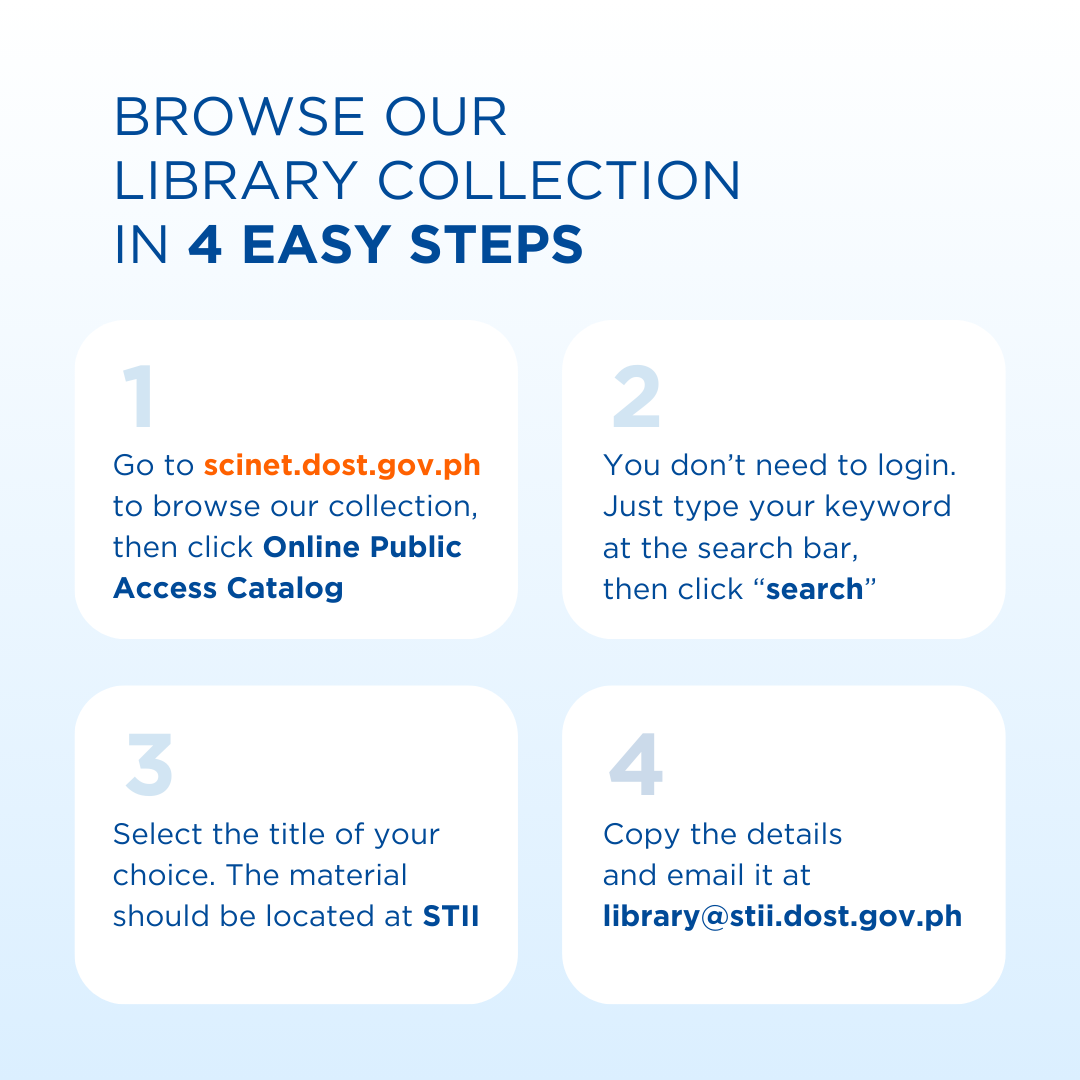 BROWSE OUR
LIBRARY COLLECTION
IN 4 EASY STEPS
1
Go to scinet.dost.gov.ph
to browse our collection,
then click Online Public
Access Catalog
2
You don’t need to login.
Just type your keyword
at the search bar,
then click “search”
3
Select the title of your
choice. The material
should be located at STII
4
Copy the details
and email it at
library@stii.dost.gov.ph